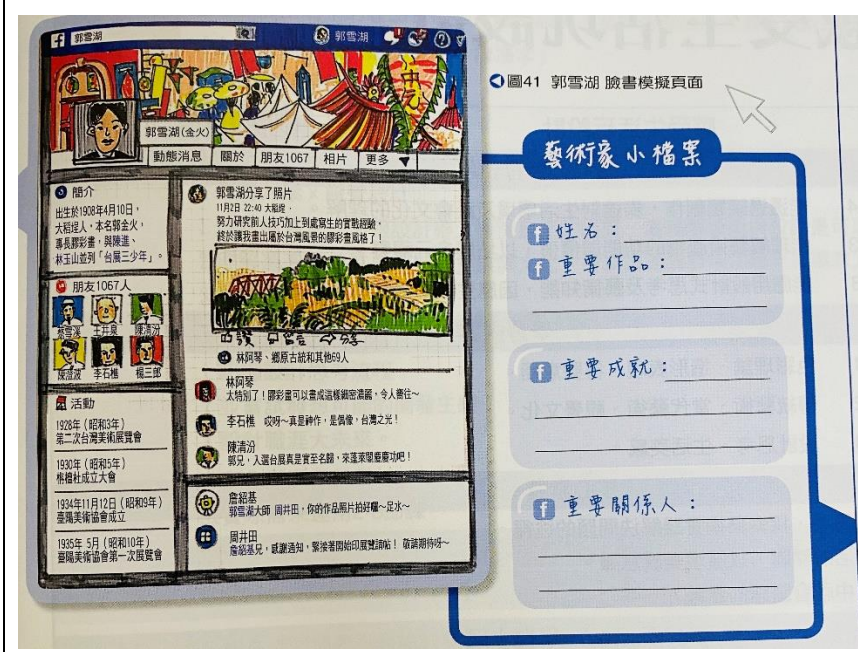 郭雪湖
郭雪湖
中元
郭雪湖(金火)
動態消息 關於 朋友1067 相片 更多▼
簡介
出生於1908年4月10日,
大稻埕人,本名郭金火,
專長膠彩畫,與陳進、
林玉山並列「台展三少年」。
朋友1067人
蔡雪溪 王井泉 陳清汾
陳澄波 李石樵 楊三郎
活動
1928年(昭和3年)
第二次台灣美術展覽會
1930年(昭和5年)
栴檀社成立大會
1934年11月12日(昭和9年)
臺陽美術協會成立
1935年 5月(昭和10年)
臺陽美術協會第一次展覽會
郭雪湖分享了照片
11月2日 22:40 大稻埕.
努力研究前人技巧加上到處寫生的實戰經驗,
終於讓我畫出屬於台灣風景的膠彩畫風格了!
讚 留言 分享
林阿琴、鄉原古統和其他69人
林阿琴
太特別了!膠彩畫可以畫成這樣細密濃麗,令人嚮往~
李石樵 哎呀~真是神作,是偶像,台灣之光!
陳清汾
郭兄,入選台展真是實至名歸,來蓬萊閣慶慶功吧!
詹紹基
郭雪湖大師 周井田,你的作品照片拍好囉~足水~
周井田
詹紹基兄,感謝通知,緊接著開始印展覽請帖! 敬請期待呀~
圖41 郭雪湖 臉書模擬頁面
藝術家小檔案
f 姓名:
f 重要作品:
f 重要成就:
f 重要關係人: